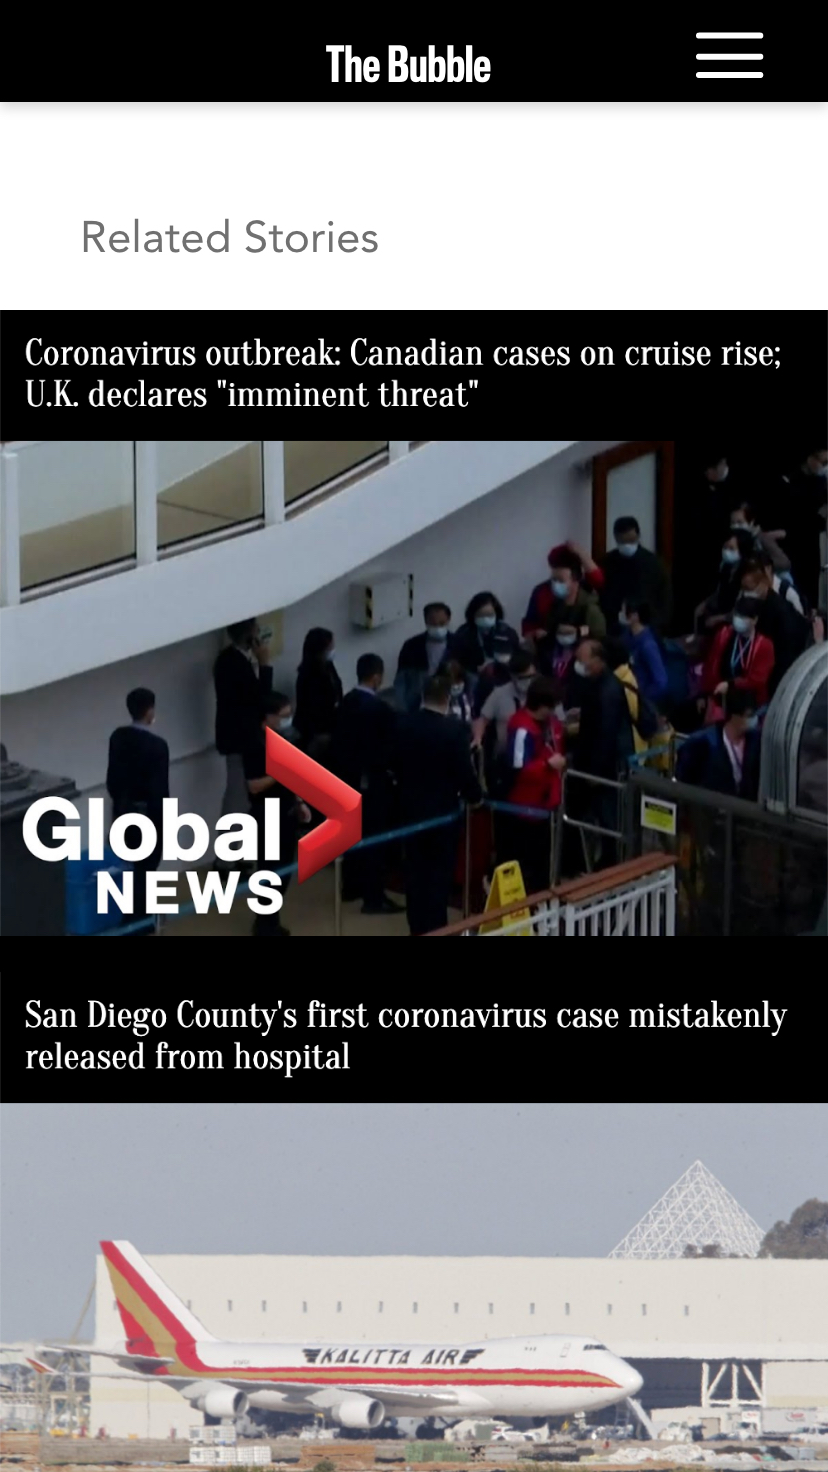 The Bubble
Related Stories
Coronavirus outbreak: Canadian cases on cruise rise;
U.K. declares "imminent threat"
Global
NEWS
San Diego County's first coronavirus case mistakenly
released from hospital
KALITTA AIR